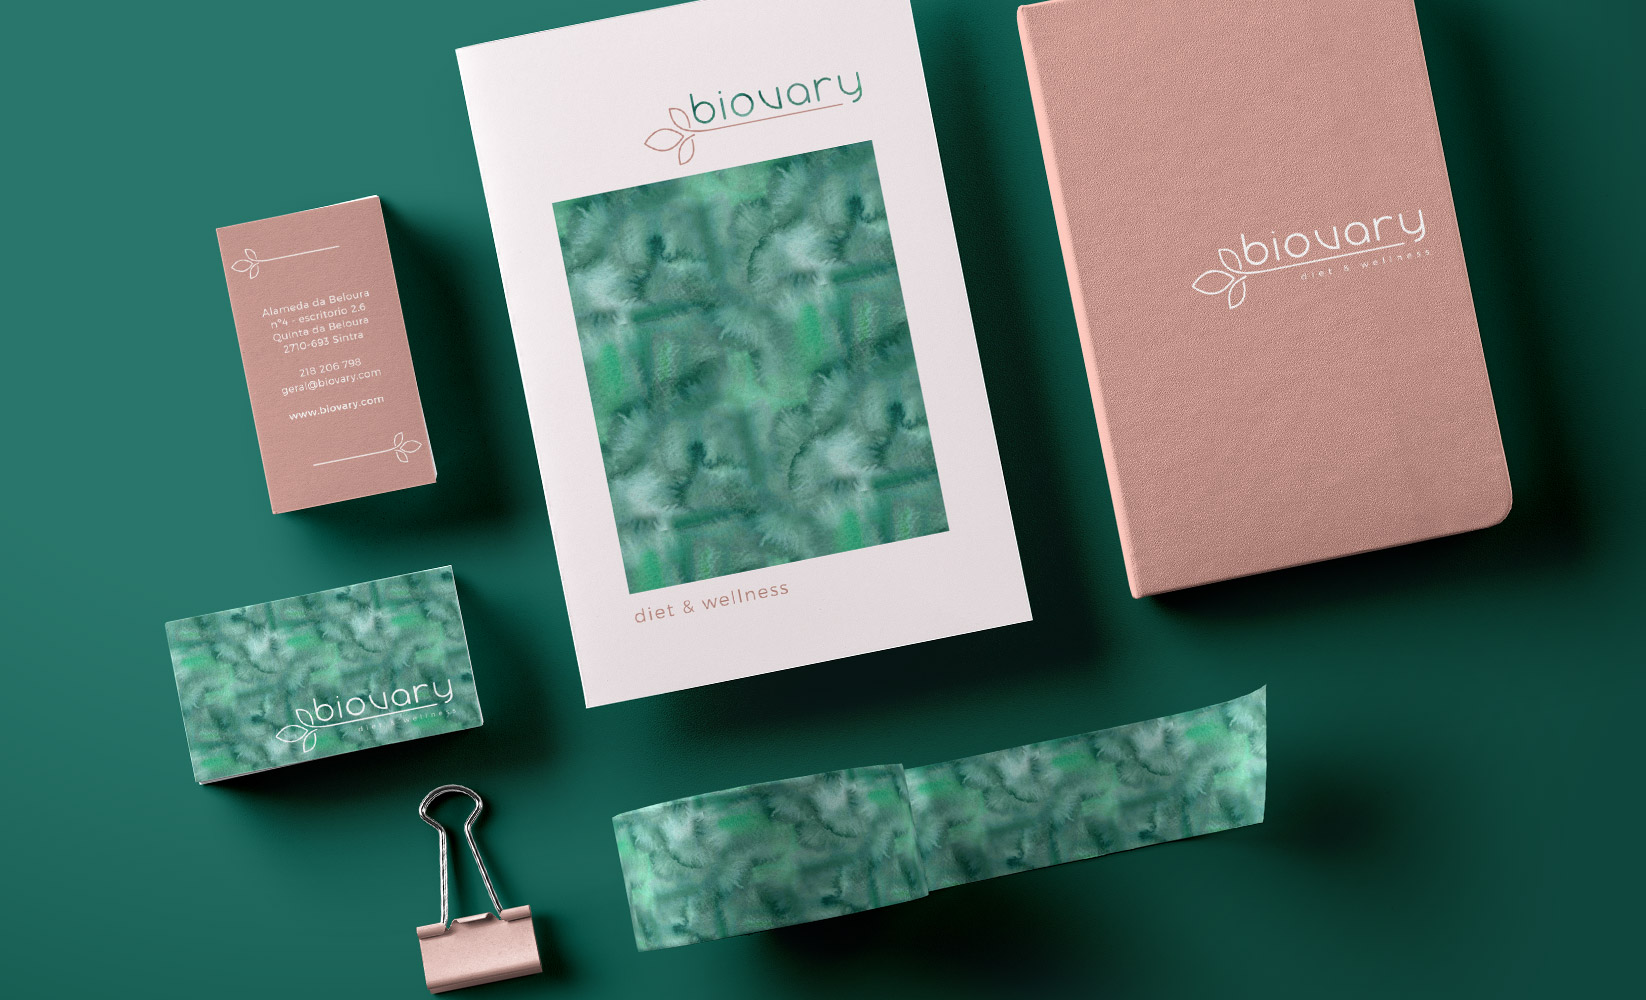 biovary
diet & wellness
biovary
diet & wellness
Alameda da Beloura
nº4 - escritorio 2.6
Quinta da Beloura
2710-693 Sintra
218 206 798
geral@biovary.com
www.biovary.com
biovary
diet & wellness